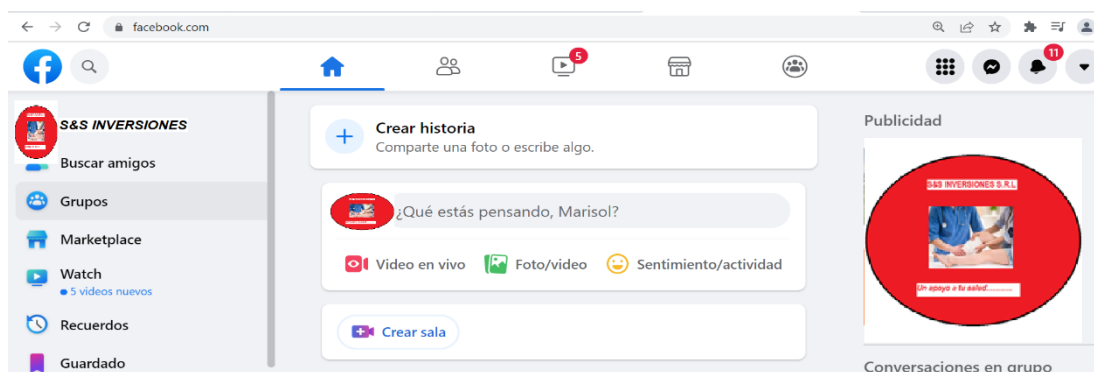 facebook.com
5
11
S&S INVERSIONES
Buscar amigos
Grupos
Marketplace
Watch
5 videos nuevos
Recuerdos
Guardado
Crear historia
Comparte una foto o escribe algo.
¿Qué estás pensando, Marisol?
Video en vivo
Foto/video
Sentimiento/actividad
Crear sala
Publicidad
S&S INVERSIONES S.R.L
Un apoyo a tu salud..........
Conversaciones en grupo